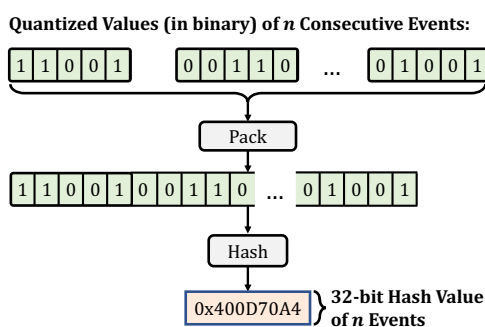 Quantized Values (in binary) of n Consecutive Events:
1 1 0 0 1 0 0 1 1 0 ... 0 1 0 0 1
Pack
1 1 0 0 1 0 0 1 1 0 ... 0 1 0 0 1
Hash
0x400D70A4
32-bit Hash Value
of n Events